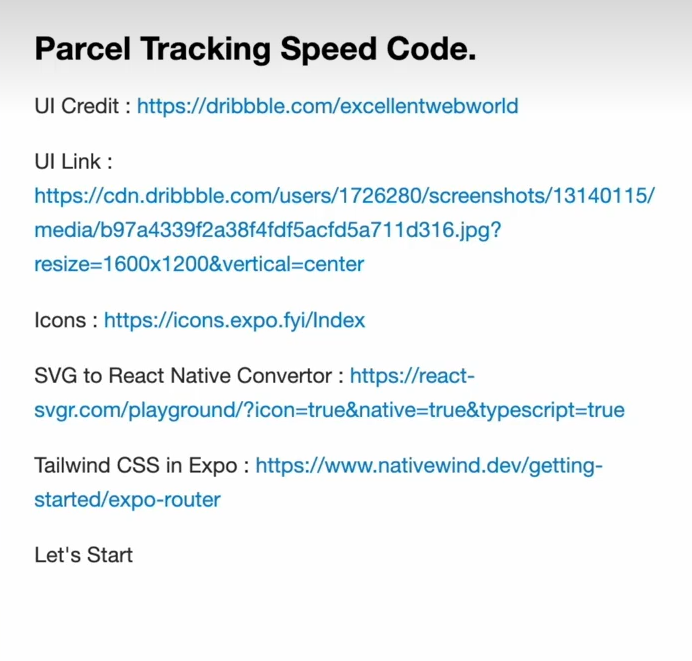 Parcel Tracking Speed Code.
UI Credit : https://dribbble.com/excellentwebworld
UI Link :
https://cdn.dribbble.com/users/1726280/screenshots/13140115/
media/b97a4339f2a38f4fdf5acfd5a711d316.jpg?
resize=1600x1200&vertical=center
Icons : https://icons.expo.fyi/Index
SVG to React Native Convertor : https://react-
svgr.com/playground/?icon=true&native=true&typescript=true
Tailwind CSS in Expo : https://www.nativewind.dev/getting-
started/expo-router
Let's Start